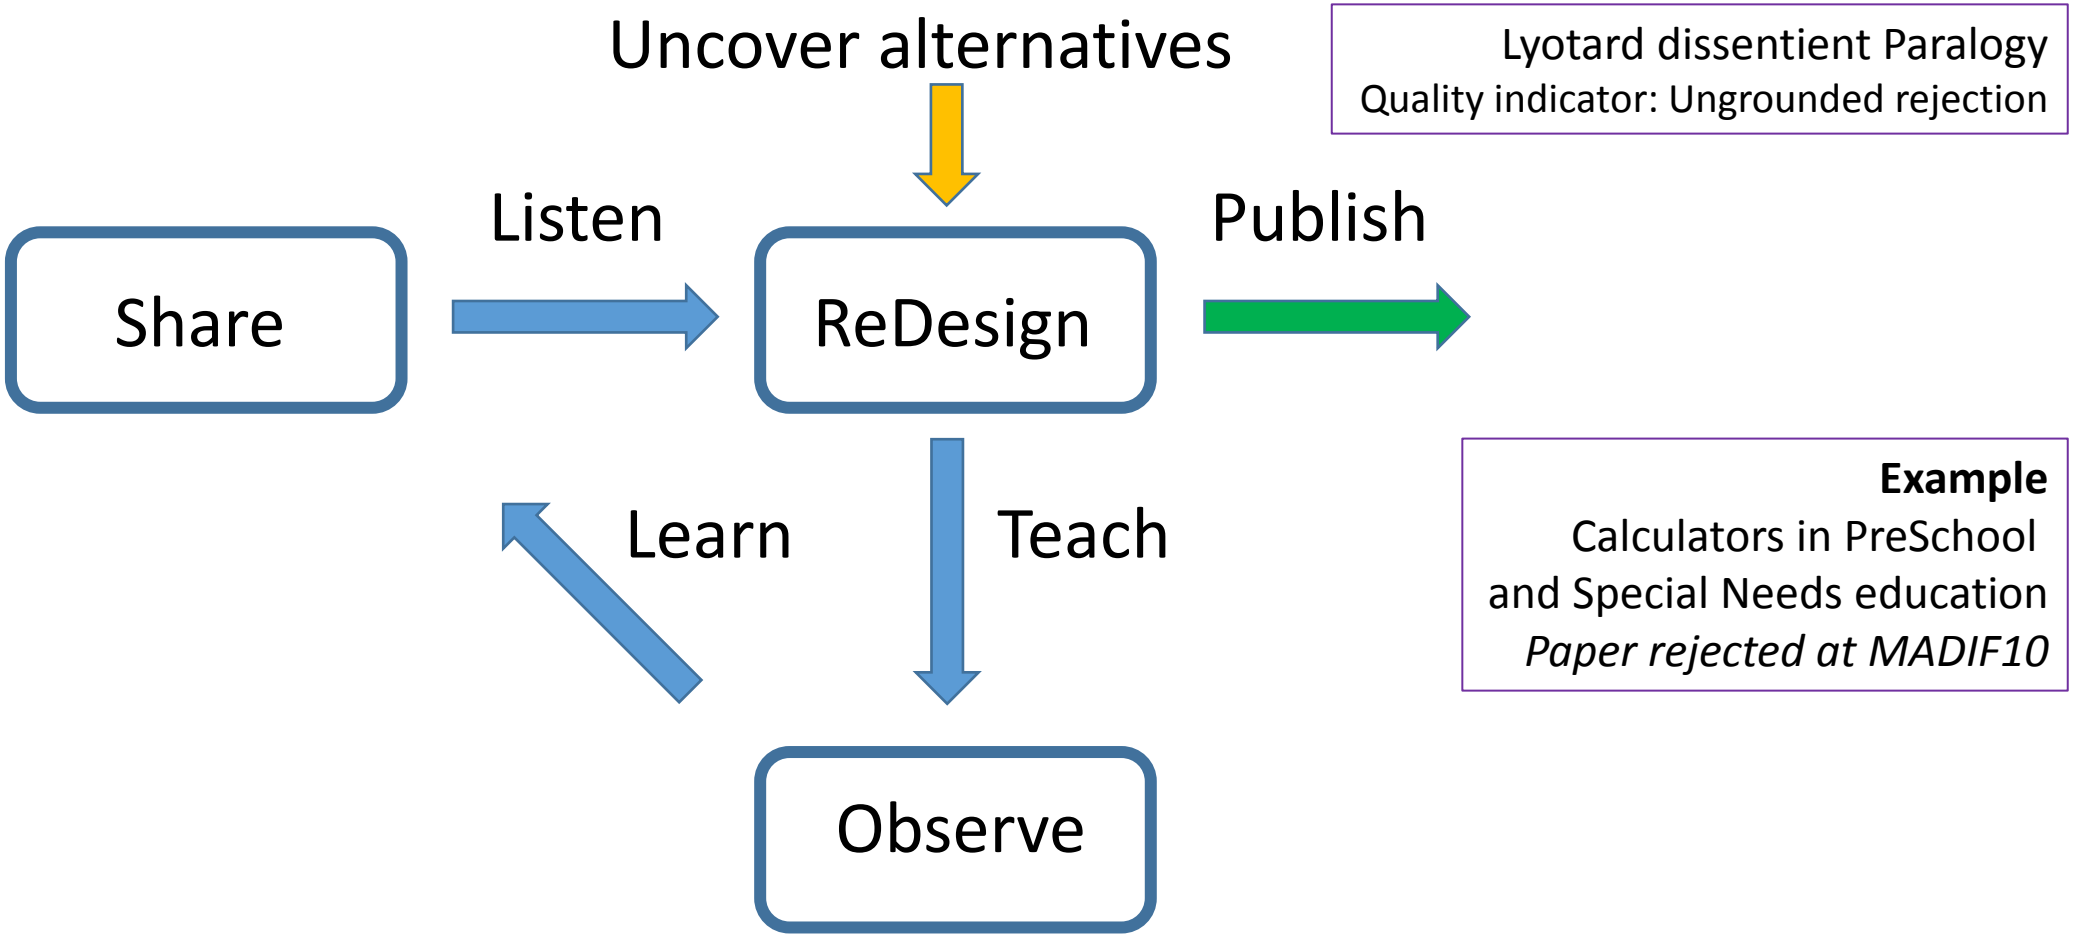 Uncover alternatives
Lyotard dissentient Paralogy
Quality indicator: Ungrounded rejection
Listen
Publish
Share
ReDesign
Learn
Teach
Example
Calculators in PreSchool
and Special Needs education
Paper rejected at MADIF10
Observe